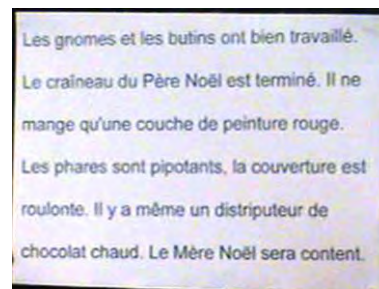 Les gnomes et les butins ont bien travaillé.
Le craîneau du Père Noël est terminé. Il ne
mange qu'une couche de peinture rouge.
Les phares sont pipotants, la couverture est
roulonte. Il y a même un distriputeur de
chocolat chaud. Le Mère Noël sera content.